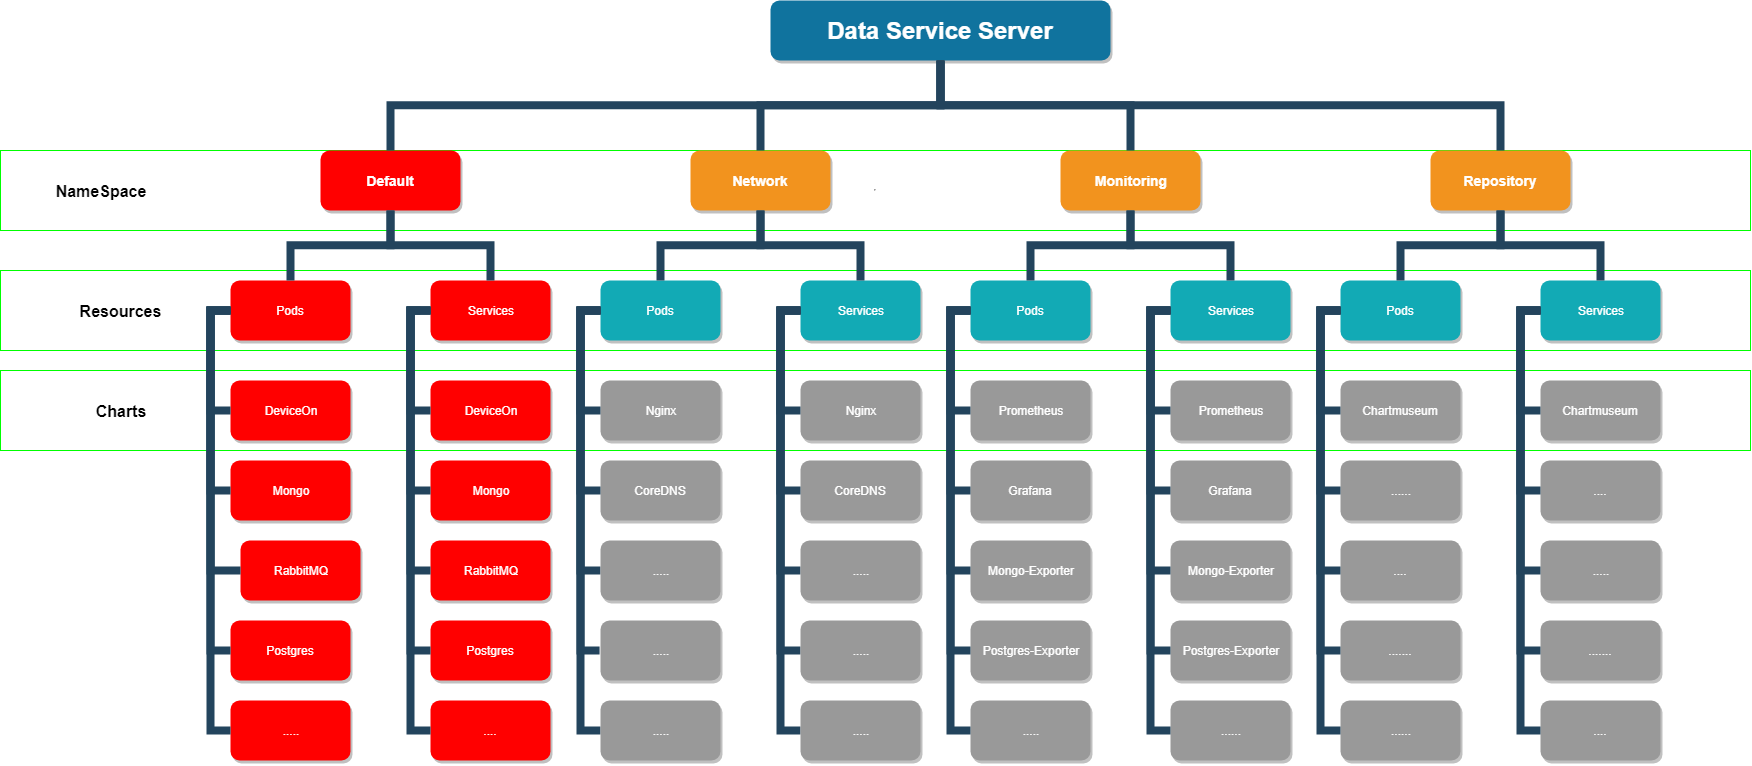 Data Service Server
NameSpace
Default
Network
.
Monitoring
Repository
Resources
Pods
Services
Pods
Services
Pods
Services
Pods
Services
Charts
DeviceOn
DeviceOn
Nginx
Nginx
Prometheus
Prometheus
Chartmuseum
Chartmuseum
Mongo
Mongo
CoreDNS
CoreDNS
Grafana
Grafana
......
....
RabbitMQ
RabbitMQ
.....
.....
Mongo-Exporter
Mongo-Exporter
....
.....
Postgres
Postgres
.....
.....
Postgres-Exporter
Postgres-Exporter
.......
.......
.....
....
.....
.....
.....
......
......
....